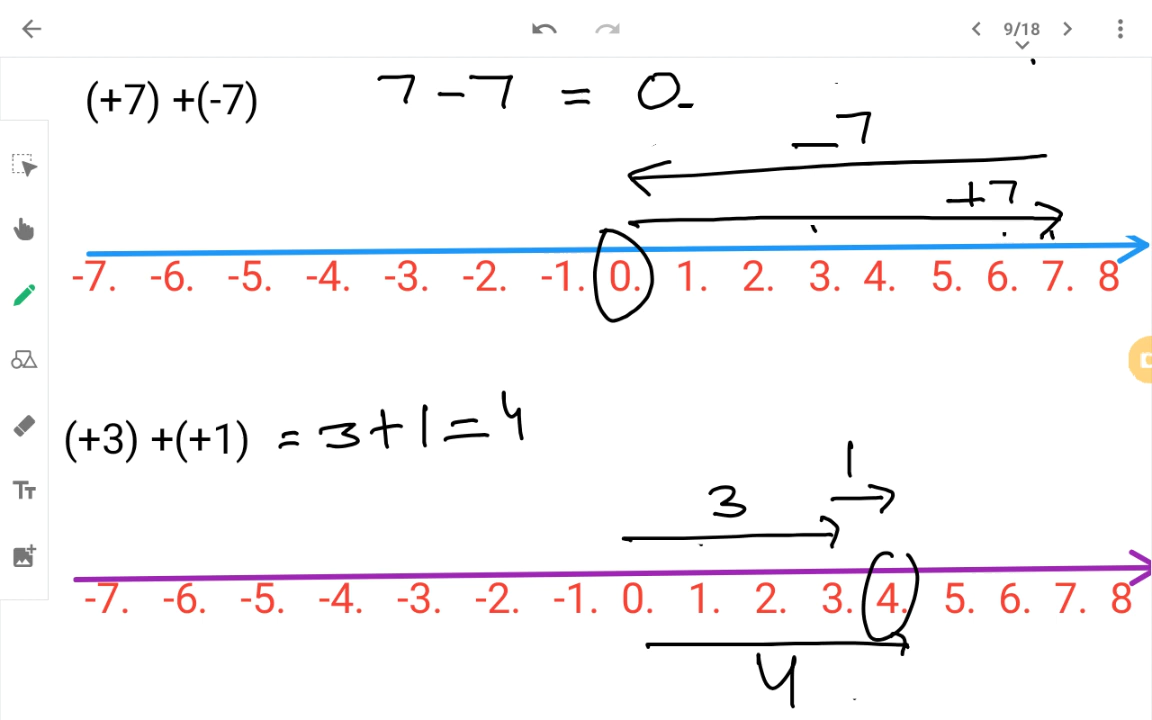 9/18
(+7) +(-7) 7-7 = 0
-7
+7
-7. -6. -5. -4. -3. -2. -1. 0. 1. 2. 3. 4. 5. 6. 7. 8
(+3) +(+1) = 3+1=4
1
3
-7. -6. -5. -4. -3. -2. -1. 0. 1. 2. 3. 4. 5. 6. 7. 8
4
Tт